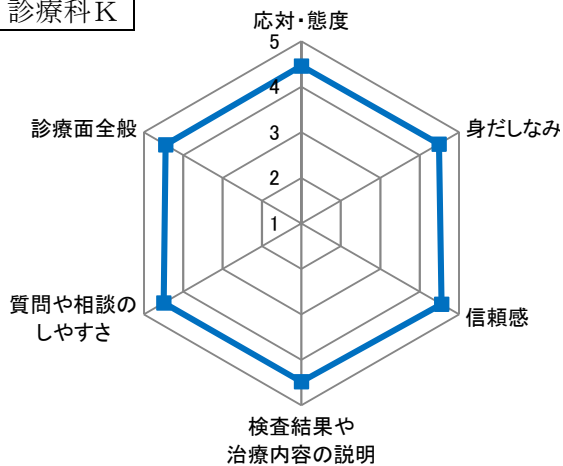 診療科K
応対・態度
5
4
3
2
1
診療面全般
身だしなみ
質問や相談の
しやすさ
信頼感
検査結果や
治療内容の説明